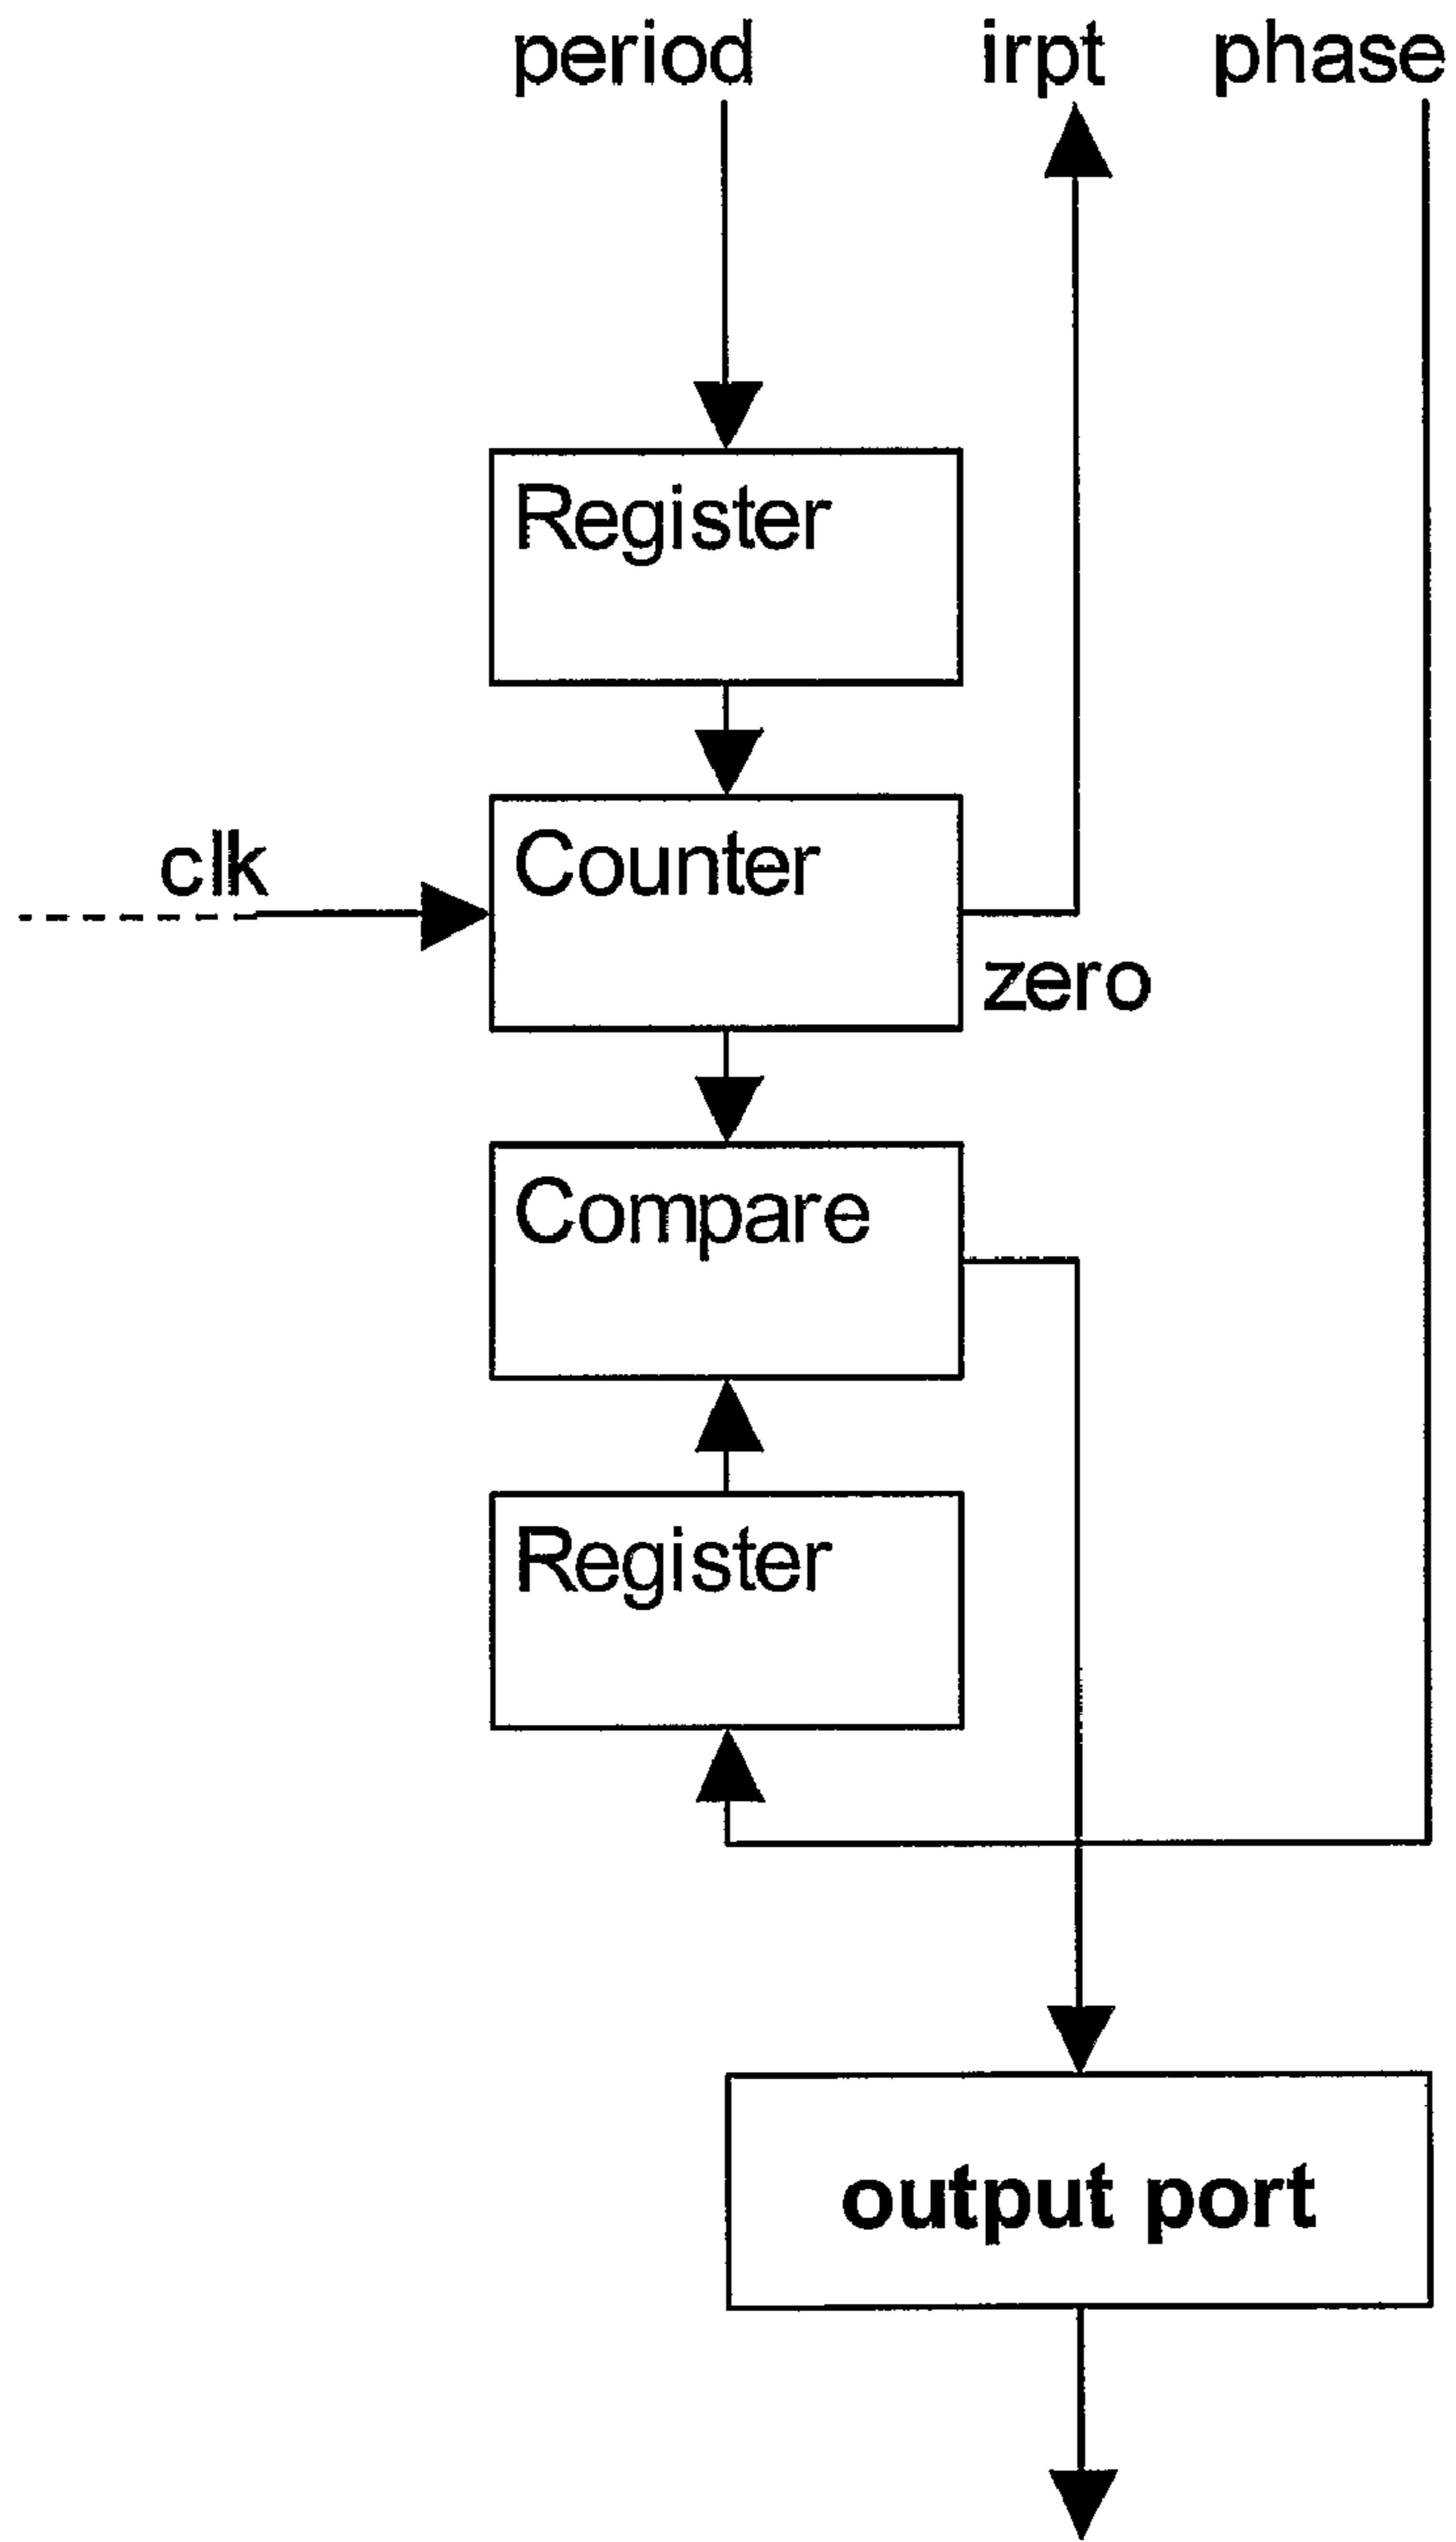 period
irpt
phase
Register
clk
Counter
zero
Compare
Register
output port